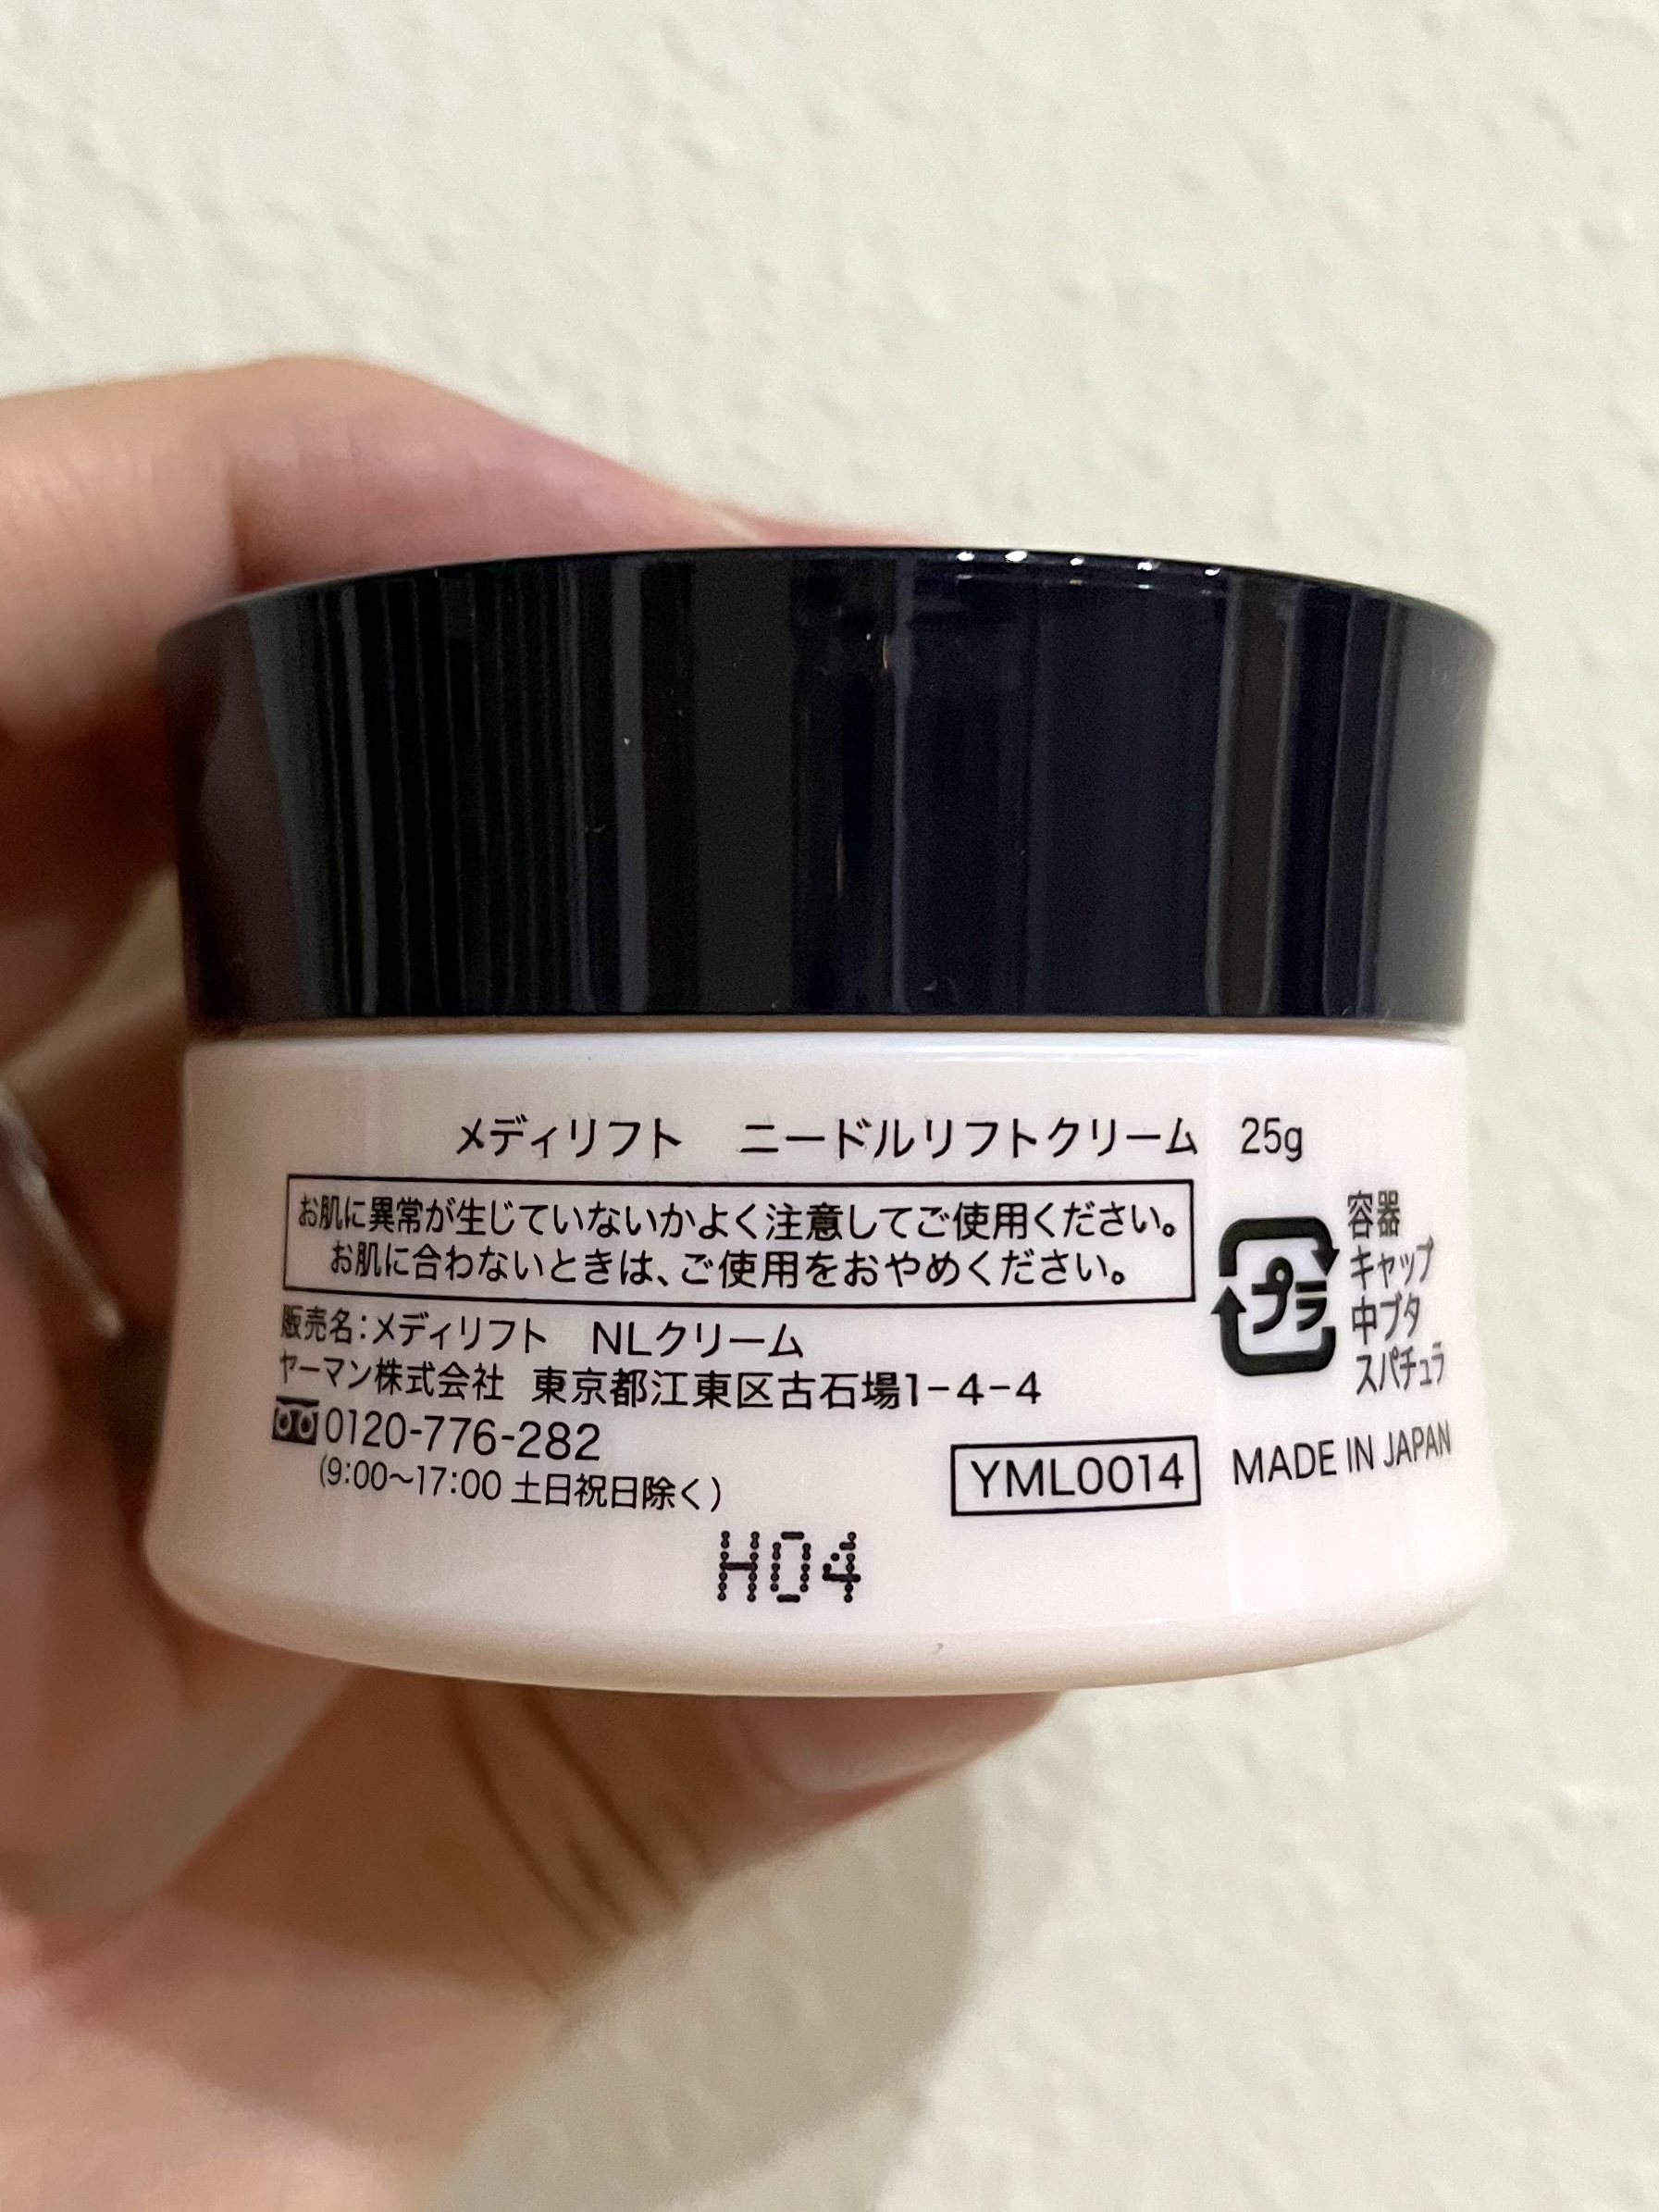 メディリフト　ニードルリフトクリーム　25g
お肌に異常が生じていないかよく注意してご使用ください。
お肌に合わないときは、ご使用をおやめください。
販売名：メディリフト　NLクリーム
ヤーマン株式会社　東京都江東区古石場1-4-4
0120-776-282
(9:00〜17:00 土日祝日除く)
プラ
容器
キャップ
中ブタ
スパチュラ
YML0014
MADE IN JAPAN
H04